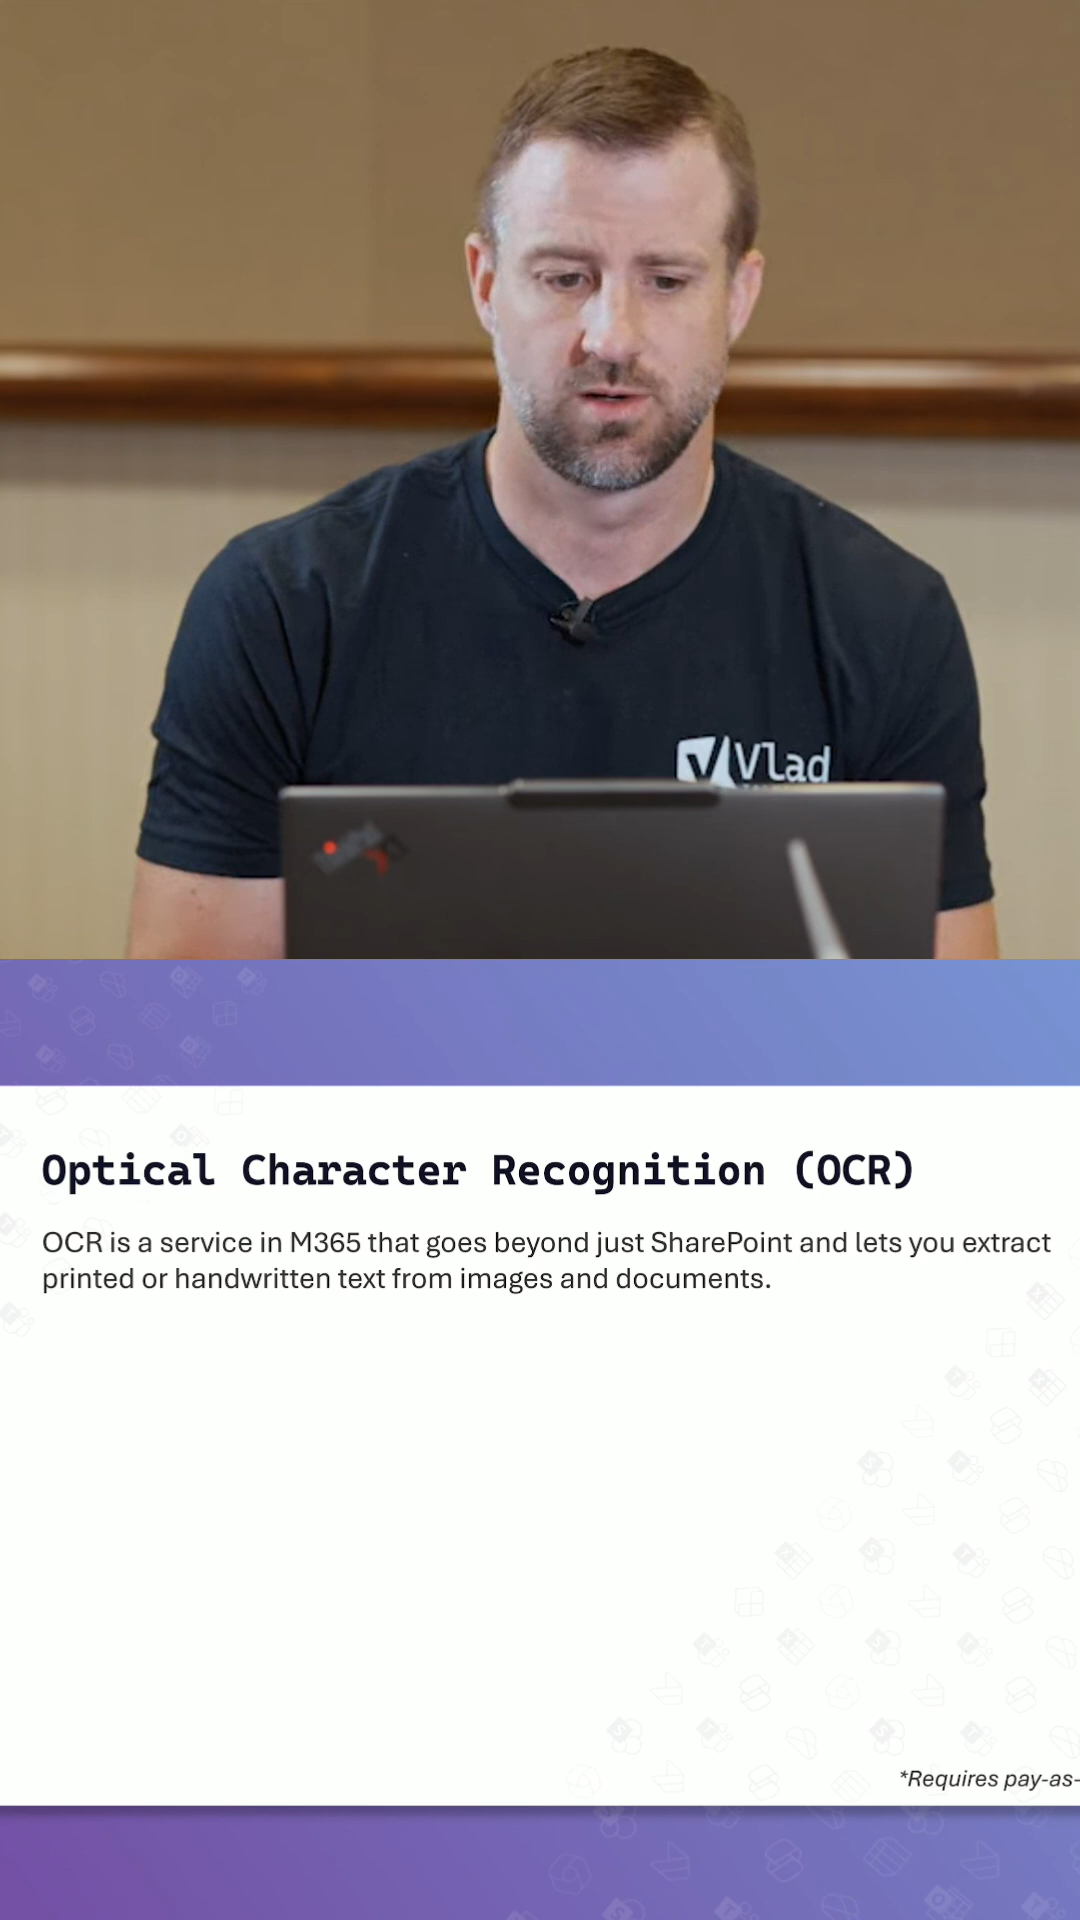 Vlad
Optical Character Recognition (OCR)
OCR is a service in M365 that goes beyond just SharePoint and lets you extract
printed or handwritten text from images and documents.
*Requires pay-as-